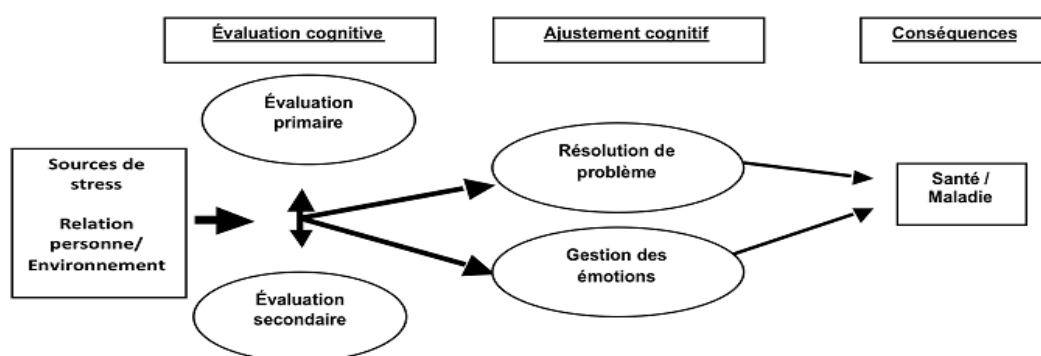 Évaluation cognitive
Ajustement cognitif
Conséquences
Évaluation
primaire
Sources de
stress
Relation
personne/
Environnement
Résolution de
problème
Santé /
Maladie
Gestion des
émotions
Évaluation
secondaire